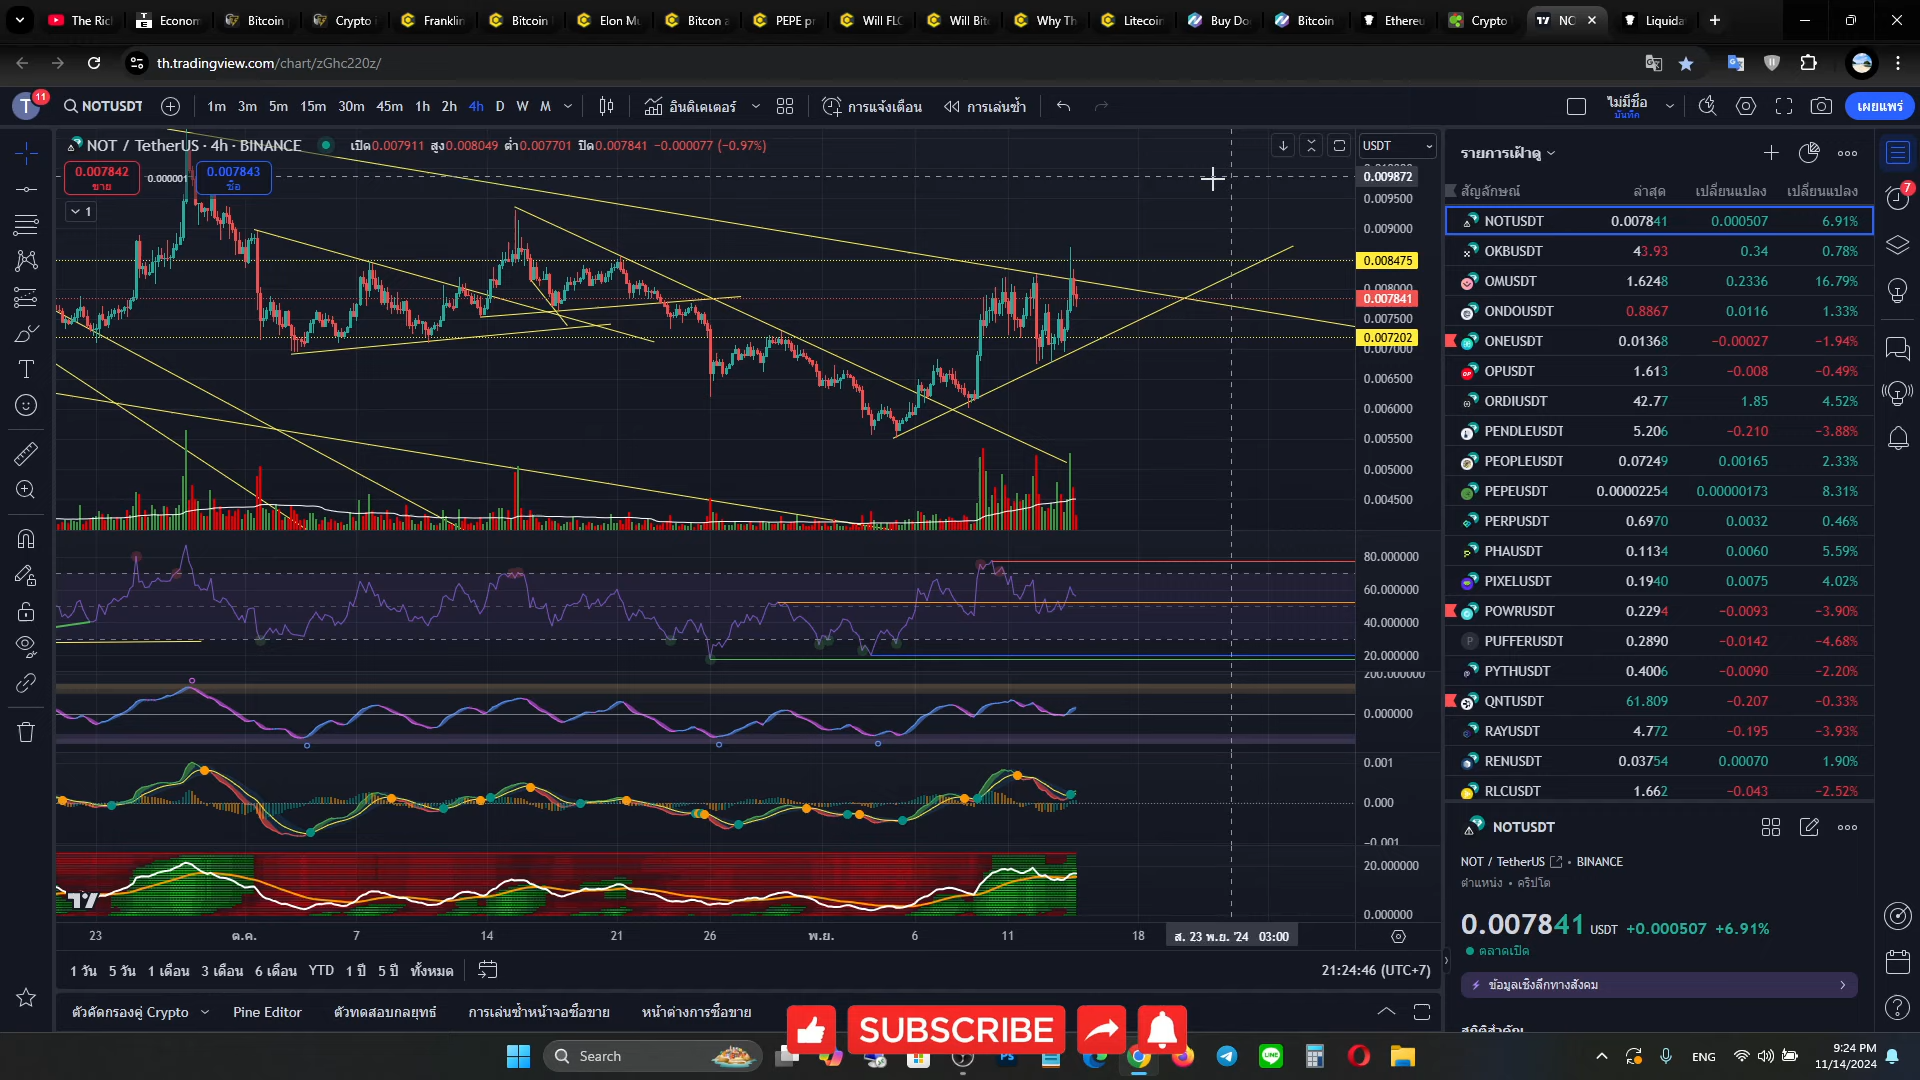 The Ric
Econom
Bitcoin
Crypto
Franklin
Bitcoin
Elon Mu
Bitcon a
PEPE p
Will FL
Will Bit
Why Th
Litecoin
Buy Do
Bitcoin
Ethereu
Crypto
NO
Liquida
th.tradingview.com/chart/zGhc220z/
T 11 NOTUSDT 1m 3m 5m 15m 30m 45m 1h 2h 4h D W M อินดิเคเตอร์ การแจ้งเตือน การเล่นซ้ำ ไม่มีชื่อ บันทึก เผยแพร่
NOT / TetherUS · 4h · BINANCE เปิด0.007911 สูง0.008049 ต่ำ0.007701 ปิด0.007841 −0.000077 (−0.97%)
0.007842 ขาย 0.000001 0.007843 ซื้อ
1
USDT
0.009872
0.009500
0.009000
0.008475
0.008000
0.007841
0.007500
0.007202
0.007000
0.006500
0.006000
0.005500
0.005000
0.004500
80.000000
60.000000
40.000000
20.000000
200.000000
0.000000
0.001
0.000
−0.001
20.000000
0.000000
23 ต.ค. 7 14 21 26 พ.ย. 6 11 18 ส. 23 พ.ย. '24 03:00
1 วัน 5 วัน 1 เดือน 3 เดือน 6 เดือน YTD 1 ปี 5 ปี ทั้งหมด 21:24:46 (UTC+7)
ตัวคัดกรองคู่ Crypto Pine Editor ตัวทดสอบกลยุทธ์ การเล่นซ้ำหน้าจอซื้อขาย หน้าต่างการซื้อขาย
รายการเฝ้าดู
สัญลักษณ์ ล่าสุด เปลี่ยนแปลง เปลี่ยนแปลง
NOTUSDT 0.007841 0.000507 6.91%
OKBUSDT 43.93 0.34 0.78%
OMUSDT 1.6248 0.2336 16.79%
ONDOUSDT 0.8867 0.0116 1.33%
ONEUSDT 0.01368 −0.00027 −1.94%
OPUSDT 1.613 −0.008 −0.49%
ORDIUSDT 42.77 1.85 4.52%
PENDLEUSDT 5.206 −0.210 −3.88%
PEOPLEUSDT 0.07249 0.00165 2.33%
PEPEUSDT 0.00002254 0.00000173 8.31%
PERPUSDT 0.6970 0.0032 0.46%
PHAUSDT 0.1134 0.0060 5.59%
PIXELUSDT 0.1940 0.0075 4.02%
POWRUSDT 0.2294 −0.0093 −3.90%
PUFFERUSDT 0.2890 −0.0142 −4.68%
PYTHUSDT 0.4006 −0.0090 −2.20%
QNTUSDT 61.809 −0.207 −0.33%
RAYUSDT 4.772 −0.195 −3.93%
RENUSDT 0.03754 0.00070 1.90%
RLCUSDT 1.662 −0.043 −2.52%
NOTUSDT
NOT / TetherUS • BINANCE
ตำแหน่ง • คริปโต
0.007841 USDT +0.000507 +6.91%
ตลาดเปิด
ข้อมูลเชิงลึกทางสังคม
7
SUBSCRIBE
Search
ENG
9:24 PM
11/14/2024